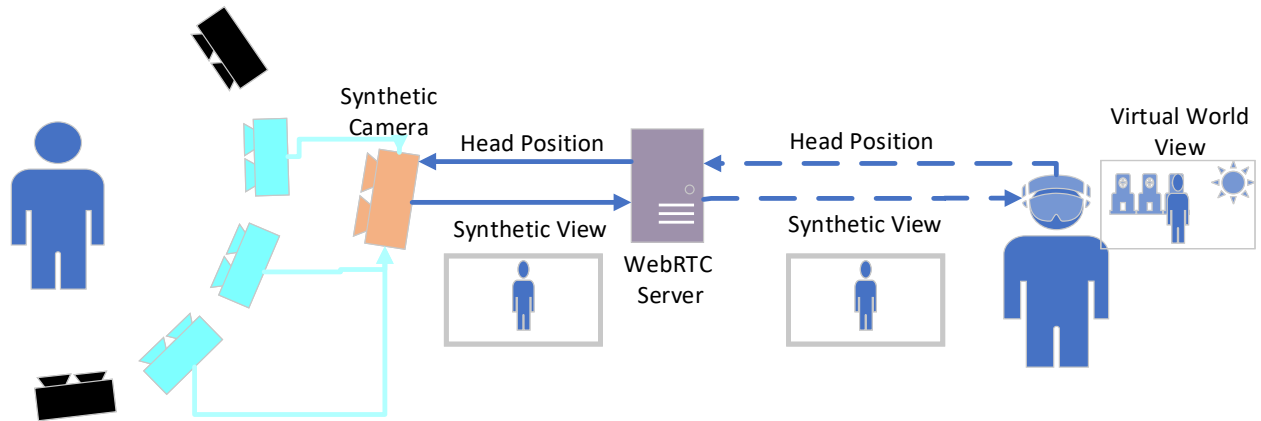 Synthetic
Camera
Head Position
Synthetic View
WebRTC
Server
Head Position
Synthetic View
Virtual World
View